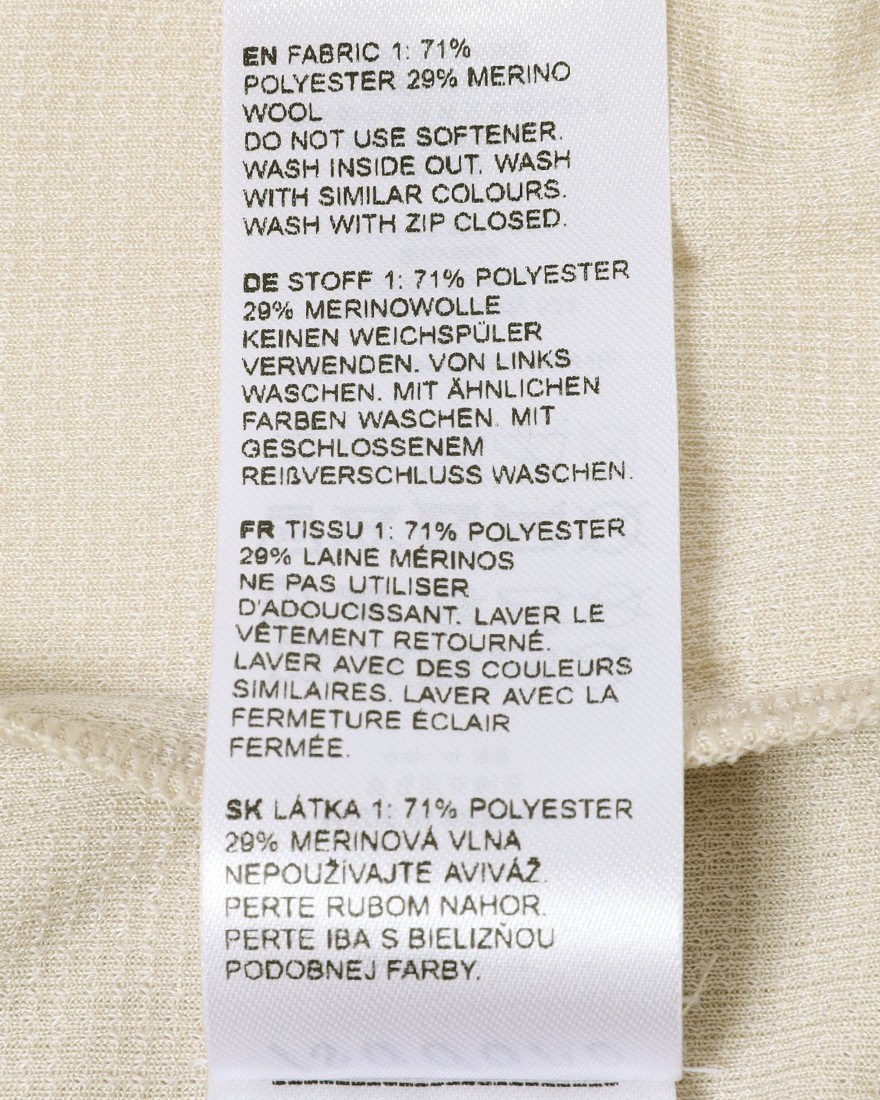 EN FABRIC 1: 71%
POLYESTER 29% MERINO
WOOL
DO NOT USE SOFTENER.
WASH INSIDE OUT. WASH
WITH SIMILAR COLOURS.
WASH WITH ZIP CLOSED.
DE STOFF 1: 71% POLYESTER
29% MERINOWOLLE
KEINEN WEICHSPÜLER
VERWENDEN. VON LINKS
WASCHEN. MIT ÄHNLICHEN
FARBEN WASCHEN. MIT
GESCHLOSSENEM
REIßVERSCHLUSS WASCHEN.
FR TISSU 1: 71% POLYESTER
29% LAINE MÉRINOS
NE PAS UTILISER
D'ADOUCISSANT. LAVER LE
VÊTEMENT RETOURNÉ.
LAVER AVEC DES COULEURS
SIMILAIRES. LAVER AVEC LA
FERMETURE ÉCLAIR
FERMÉE.
SK LÁTKA 1: 71% POLYESTER
29% MERINOVÁ VLNA
NEPOUŽÍVAJTE AVIVÁŽ.
PERTE RUBOM NAHOR.
PERTE IBA S BIELIZŇOU
PODOBNEJ FARBY.